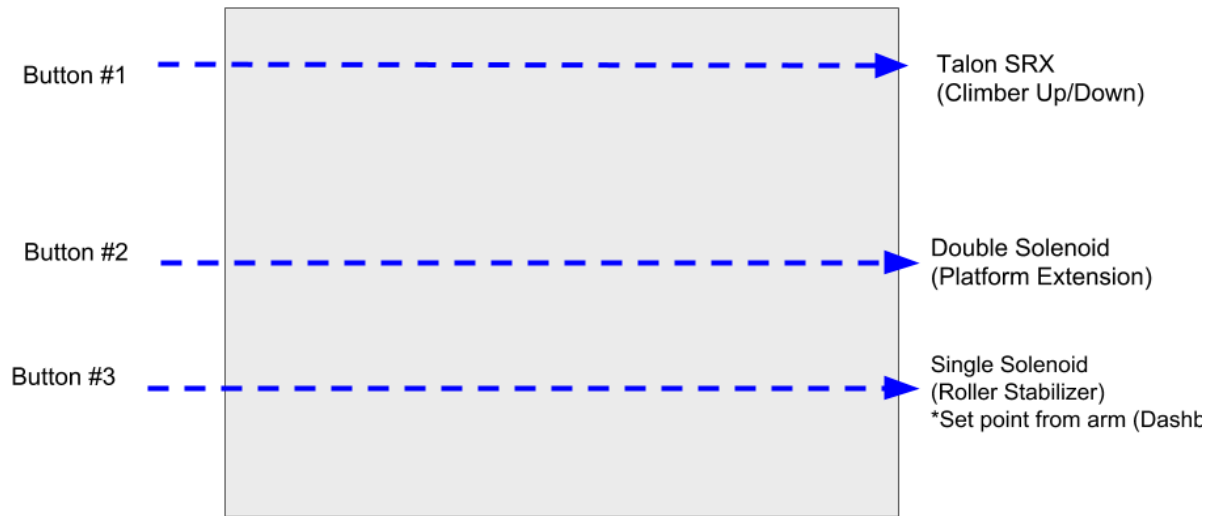 Button #1
Talon SRX
(Climber Up/Down)
Button #2
Double Solenoid
(Platform Extension)
Button #3
Single Solenoid
(Roller Stabilizer)
*Set point from arm (Dashb